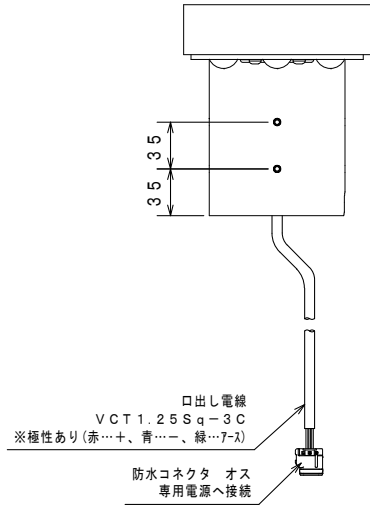 35
35
口出し電線
VCT1.25Sq-3C
※極性あり(赤…+、青…-、緑…アース)
防水コネクタ オス
専用電源へ接続